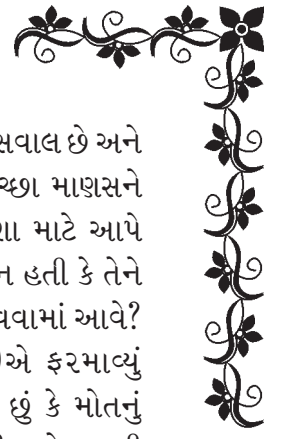 સવાલ છે અને
ચ્છા માણસને
શા માટે આપે
ન હતી કે તેને
વવામાં આવે?
એ ફરમાવ્યું
છું કે મોતનું